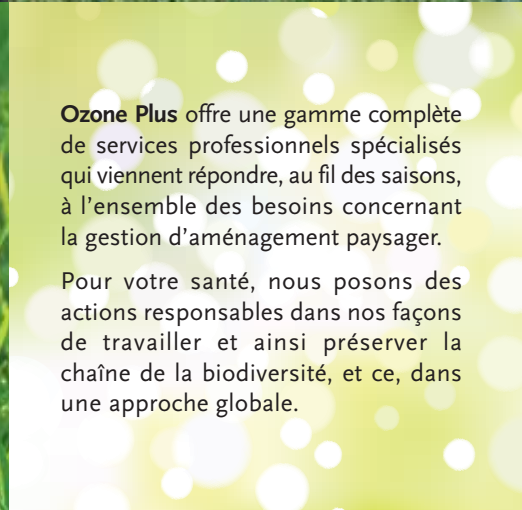 Ozone Plus offre une gamme complète
de services professionnels spécialisés
qui viennent répondre, au fil des saisons,
à l’ensemble des besoins concernant
la gestion d’aménagement paysager.
Pour votre santé, nous posons des
actions responsables dans nos façons
de travailler et ainsi préserver la
chaîne de la biodiversité, et ce, dans
une approche globale.